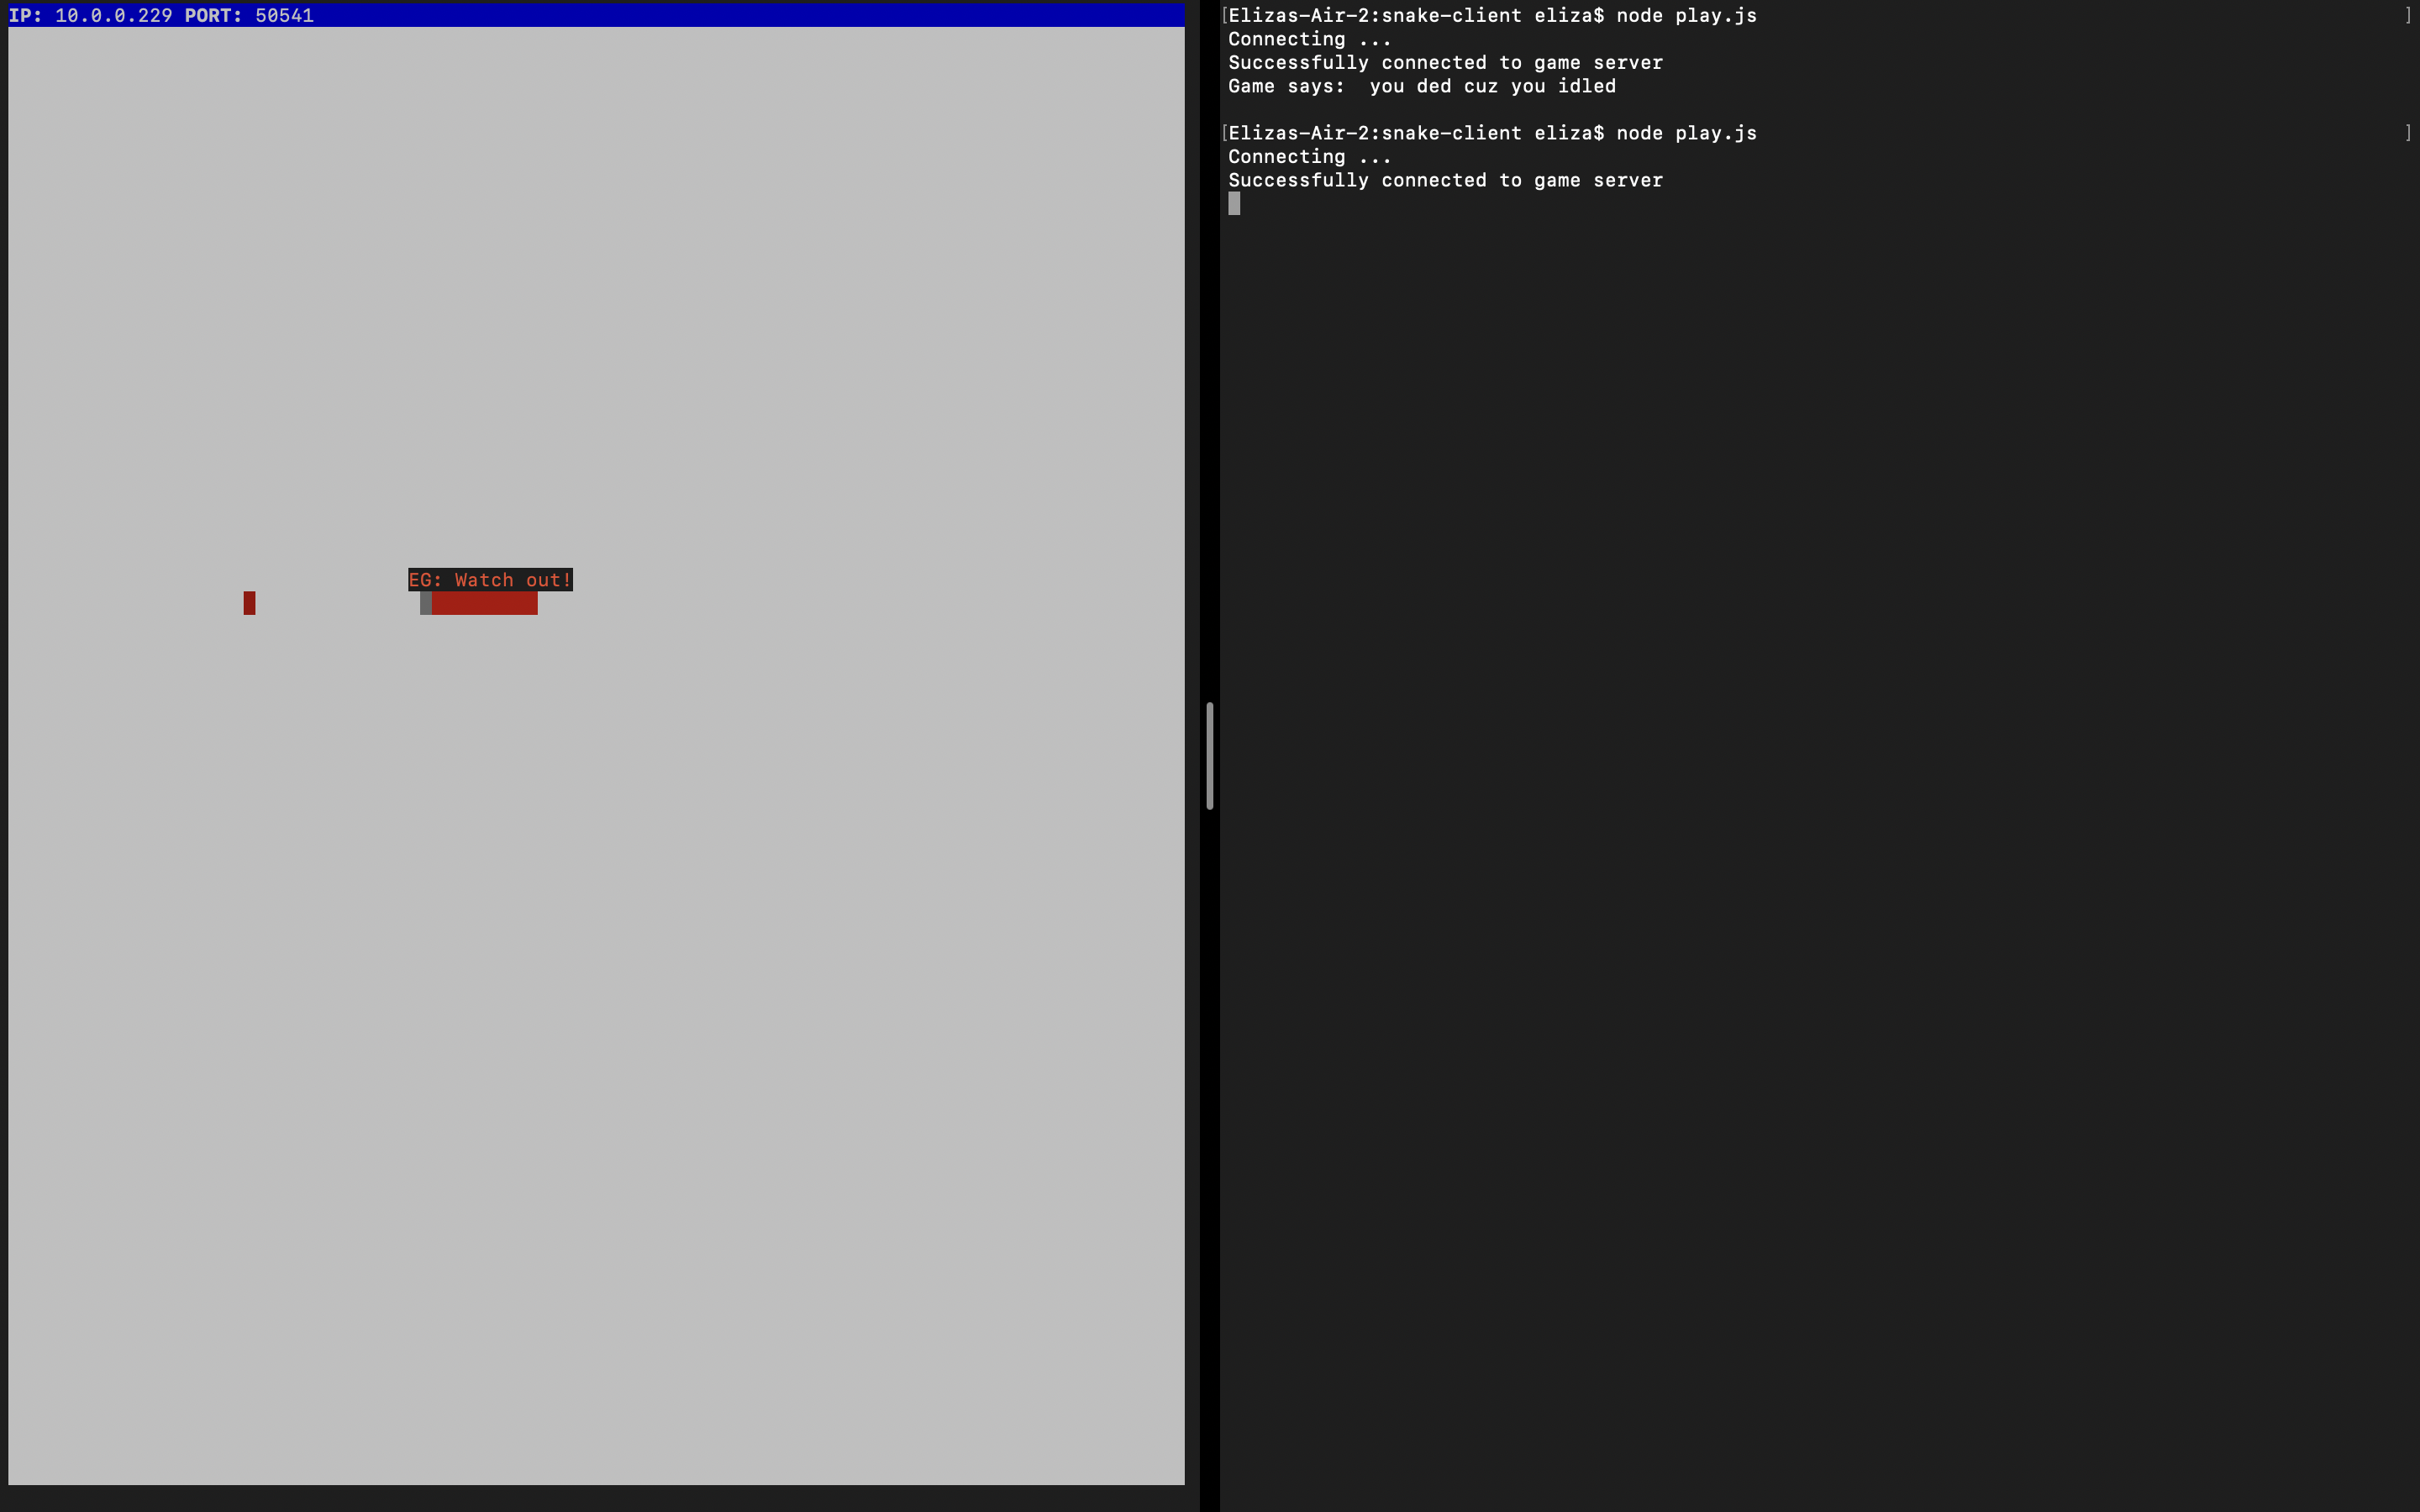 IP: 10.0.0.229 PORT: 50541
EG: Watch out!
[Elizas-Air-2:snake-client eliza$ node play.js ]
Connecting ...
Successfully connected to game server
Game says:  you ded cuz you idled
[Elizas-Air-2:snake-client eliza$ node play.js ]
Connecting ...
Successfully connected to game server